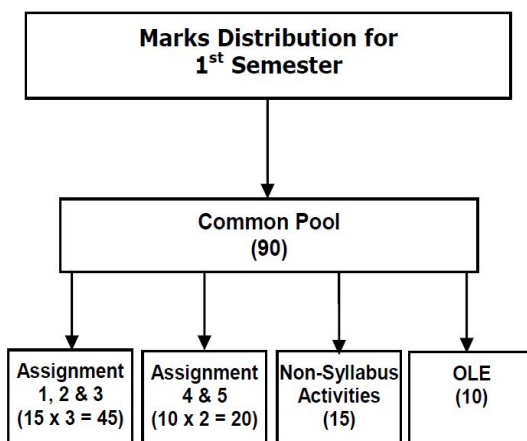 Marks Distribution for
1st Semester
Common Pool
(90)
Assignment
1, 2 & 3
(15 x 3 = 45)
Assignment
4 & 5
(10 x 2 = 20)
Non-Syllabus
Activities
(15)
OLE
(10)